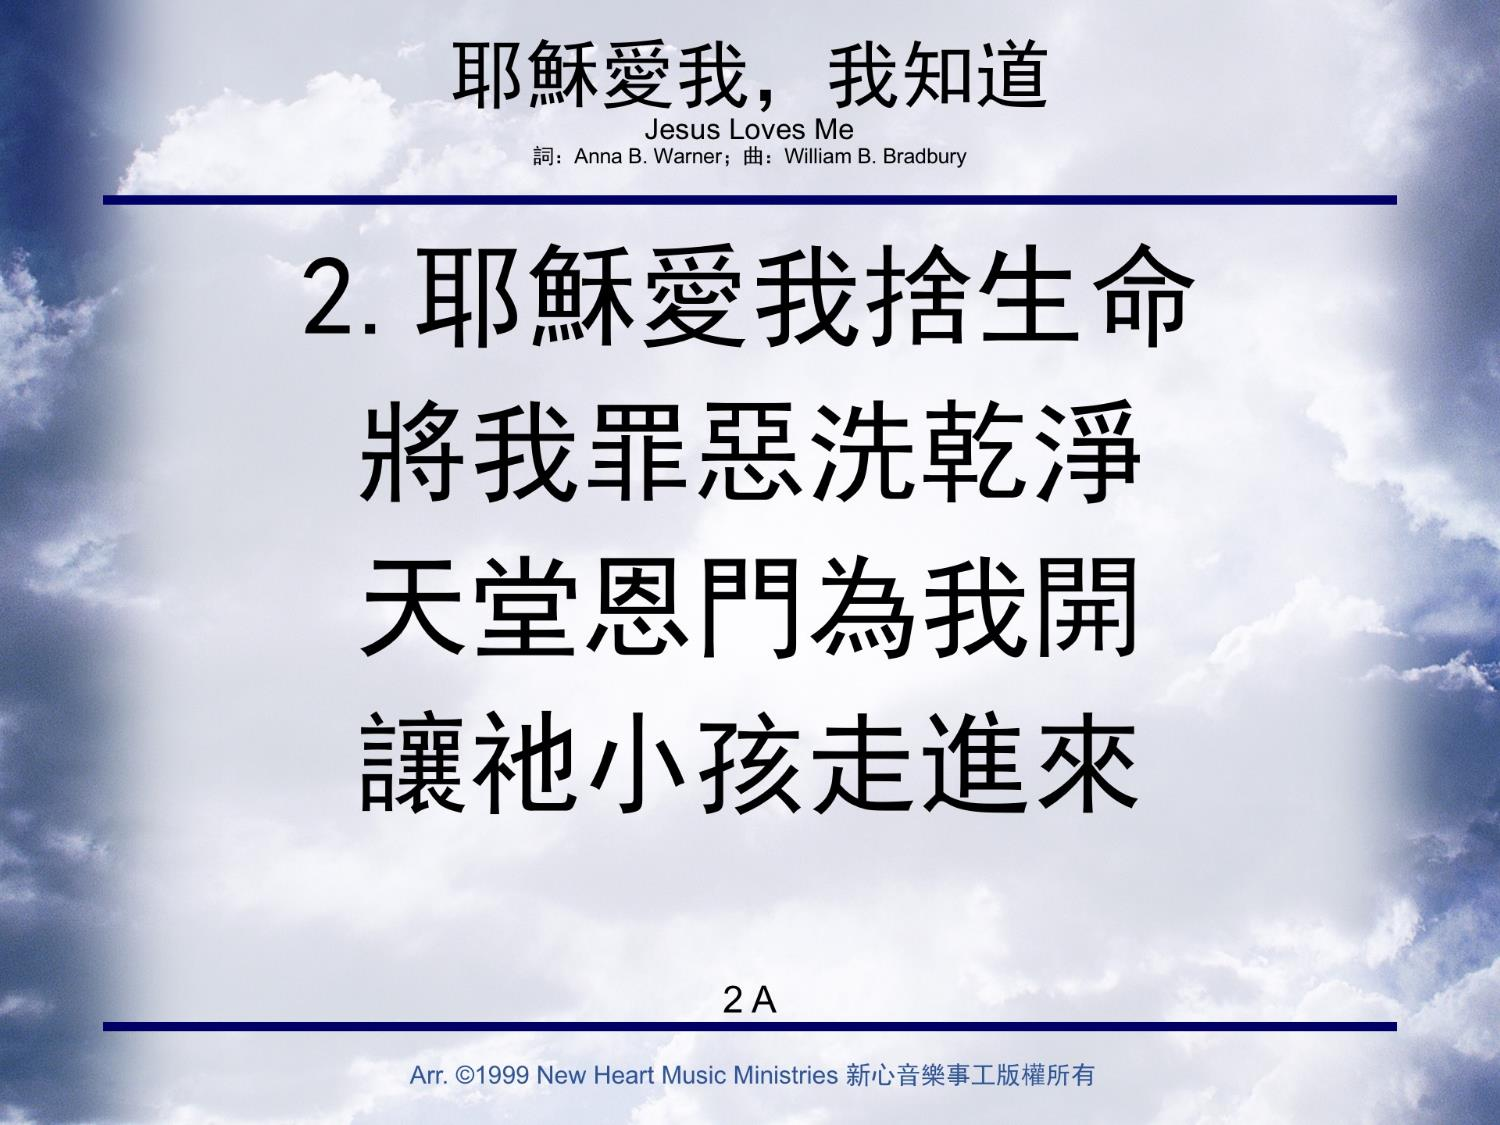 耶穌愛我，我知道
Jesus Loves Me
詞：Anna B. Warner；曲：William B. Bradbury
2.耶穌愛我捨生命
將我罪惡洗乾淨
天堂恩門為我開
讓祂小孩走進來
2 A
Arr. ©1999 New Heart Music Ministries 新心音樂事工版權所有